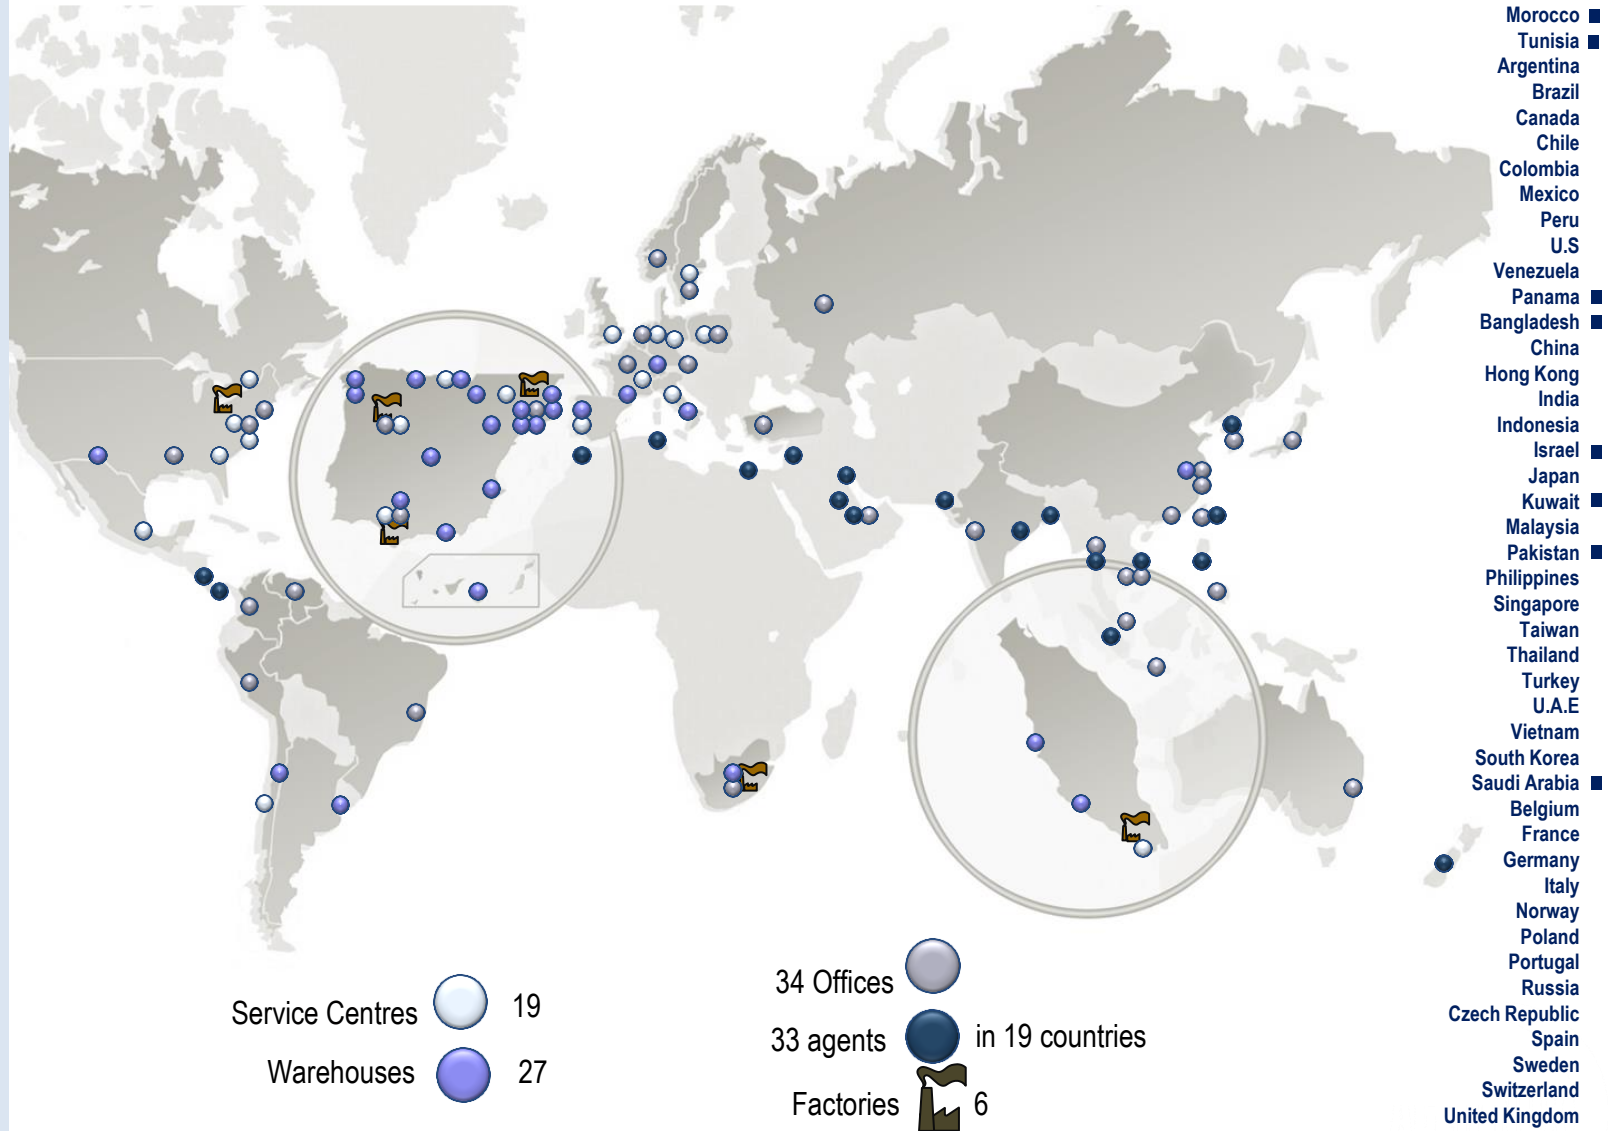 Morocco
Tunisia
Argentina
Brazil
Canada
Chile
Colombia
Mexico
Peru
U.S
Venezuela
Panama
Bangladesh
China
Hong Kong
India
Indonesia
Israel
Japan
Kuwait
Malaysia
Pakistan
Philippines
Singapore
Taiwan
Thailand
Turkey
U.A.E
Vietnam
South Korea
Saudi Arabia
Belgium
France
Germany
Italy
Norway
Poland
Portugal
Russia
Czech Republic
Spain
Sweden
Switzerland
United Kingdom
Service Centres 19
Warehouses 27
34 Offices
33 agents in 19 countries
Factories 6